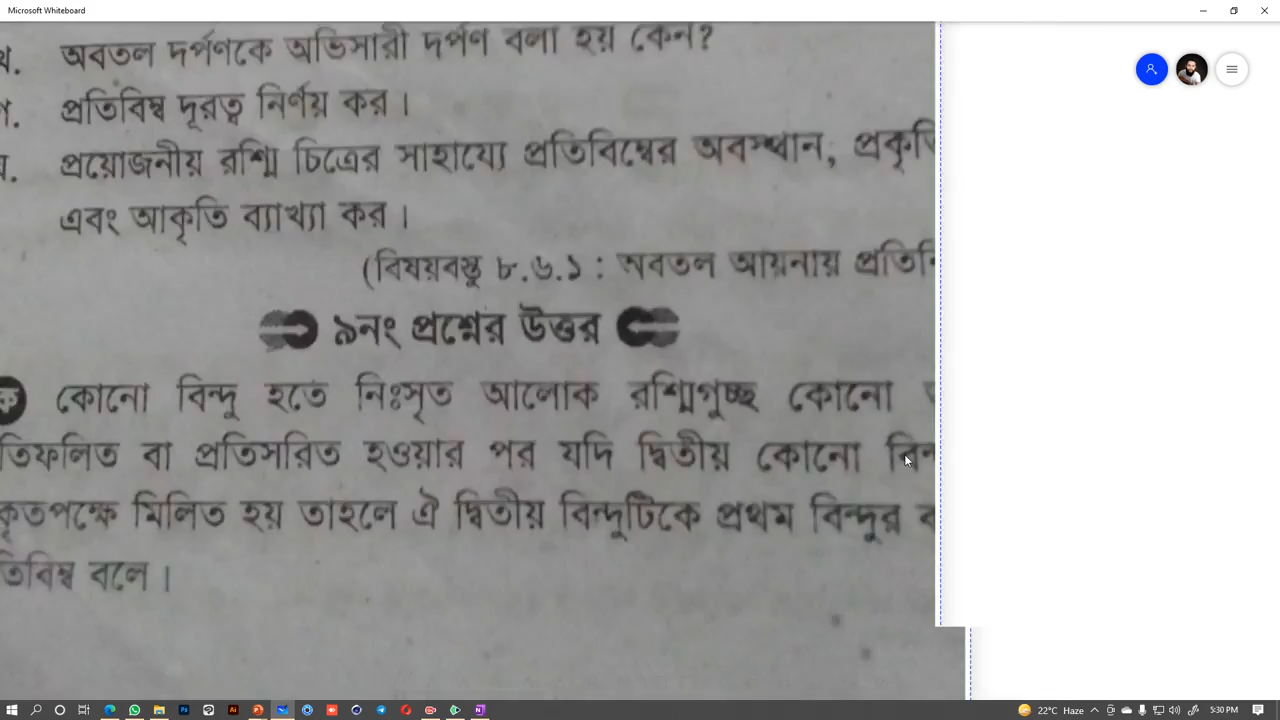 Microsoft Whiteboard
অবতল দর্পণকে অভিসারী দর্পণ বলা হয় কেন?
প্রতিবিম্ব দূরত্ব নির্ণয় কর।
প্রয়োজনীয় রশ্মি চিত্রের সাহায্যে প্রতিবিম্বের অবস্থান,
এবং আকৃতি ব্যাখ্যা কর।
(বিষয়বস্তু ৮.৬.১ : অবতল আয়নায়
৯নং প্রশ্নের উত্তর
ক কোনো বিন্দু হতে নিঃসৃত আলোক রশ্মিগুচ্ছ কোনো
তিফলিত বা প্রতিসরিত হওয়ার পর যদি দ্বিতীয় কোনো
কৃতপক্ষে মিলিত হয় তাহলে ঐ দ্বিতীয় বিন্দুটিকে প্রথম বিন্দুর
তিবিম্ব বলে।
22°C Haze 5:30 PM